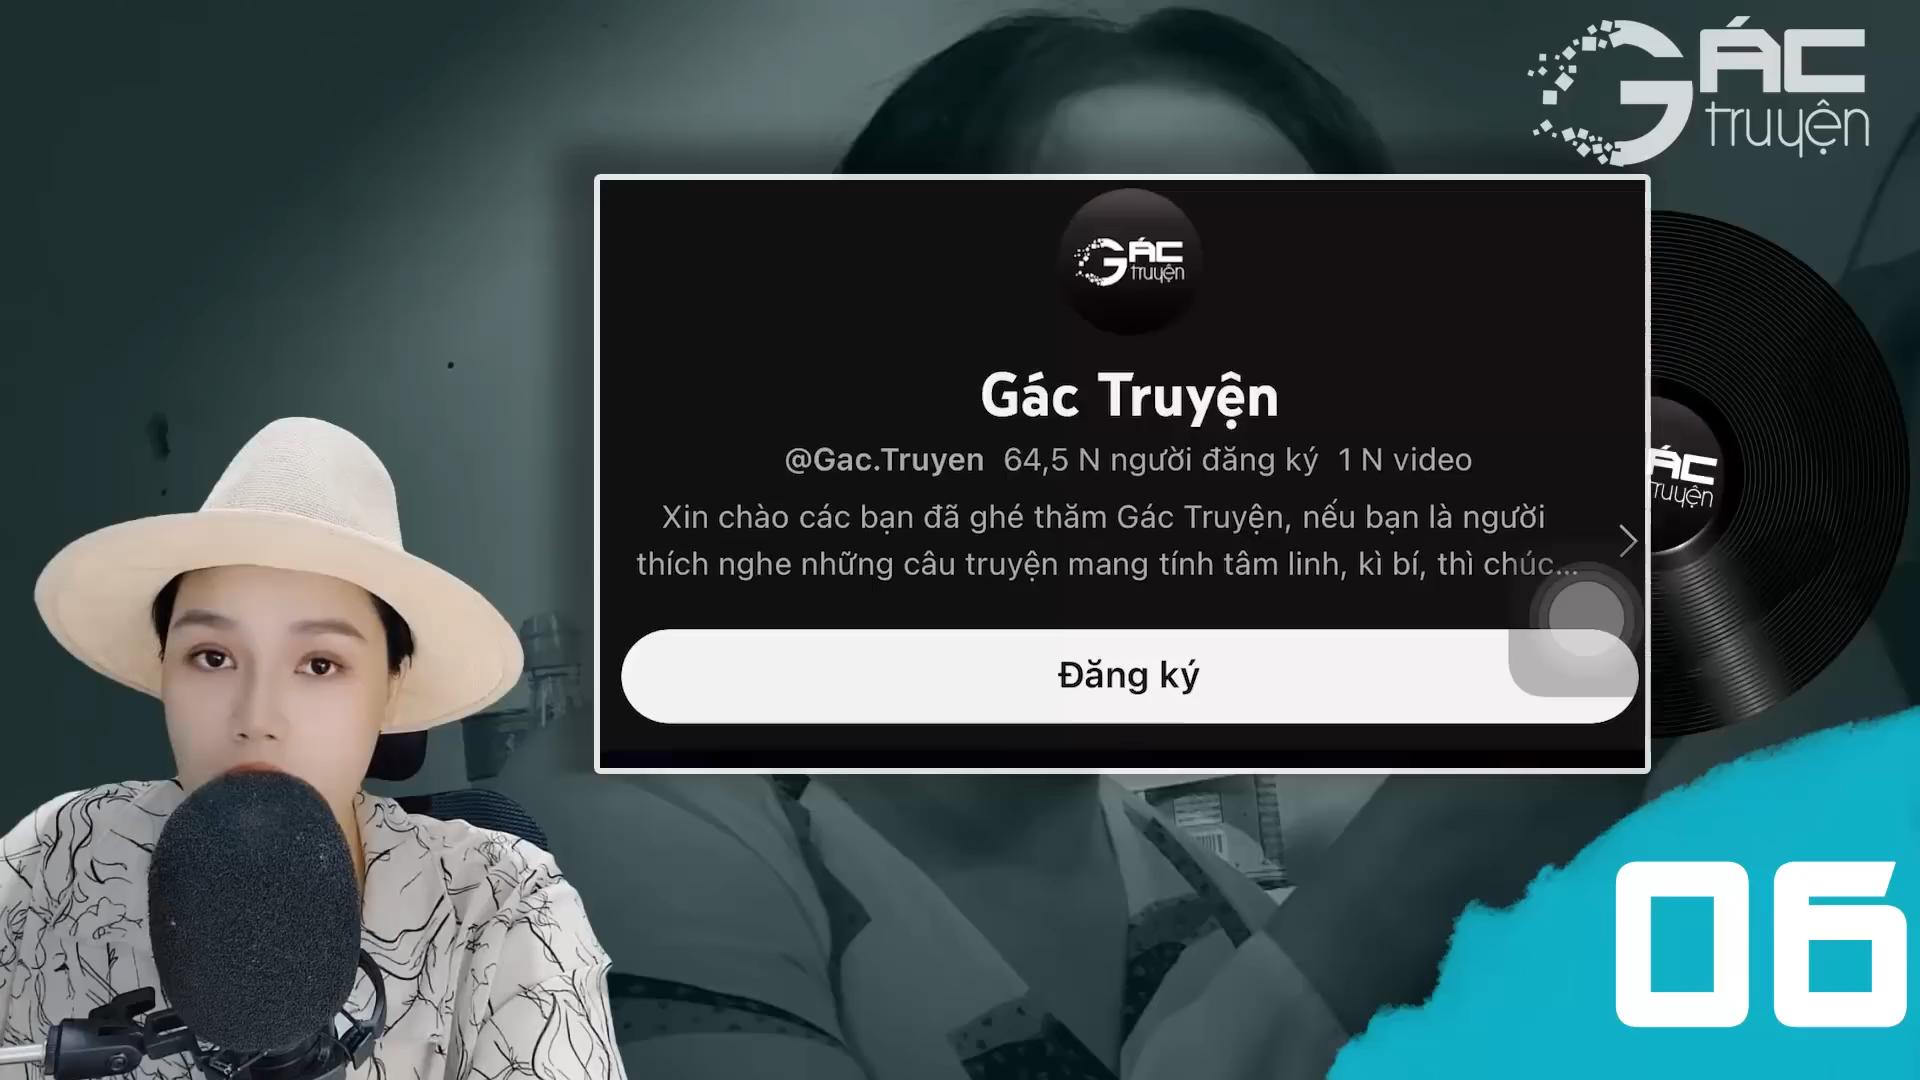 GÁC
truyện
GÁC
truyện
Gác Truyện
@Gac.Truyen 64,5 N người đăng ký 1 N video
Xin chào các bạn đã ghé thăm Gác Truyện, nếu bạn là người
thích nghe những câu truyện mang tính tâm linh, kì bí, thì chúc...
ÁC
truyện
Đăng ký
06